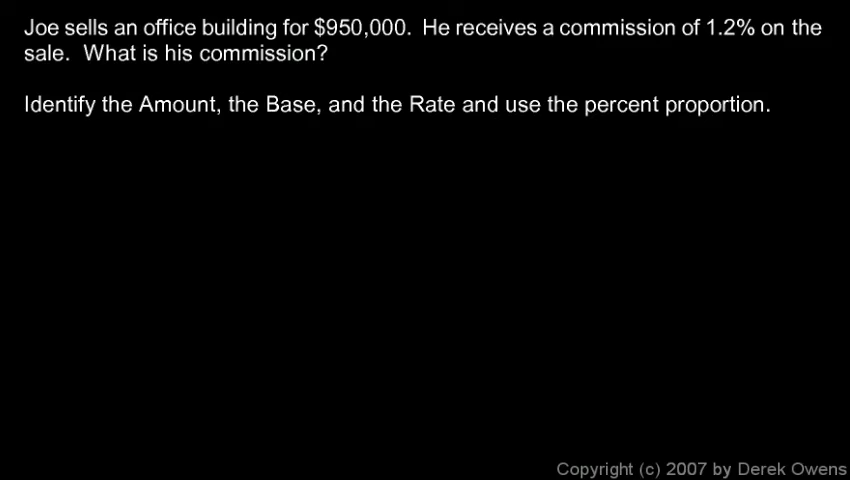 Joe sells an office building for $950,000.  He receives a commission of 1.2% on the
sale.  What is his commission?
Identify the Amount, the Base, and the Rate and use the percent proportion.
Copyright (c) 2007 by Derek Owens